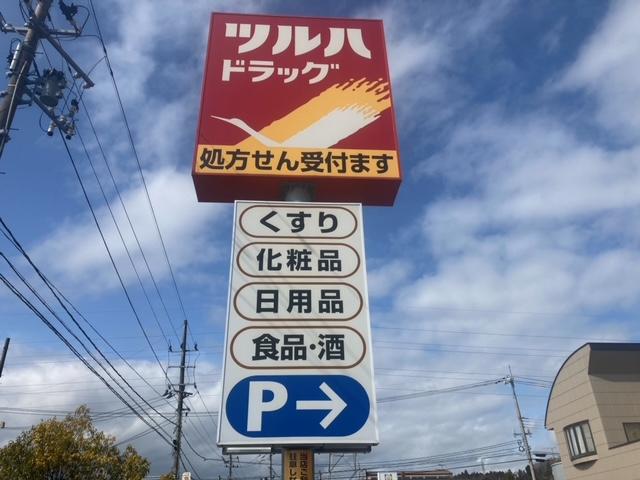 ツルハ
ドラッグ
処方せん受付ます
くすり
化粧品
日用品
食品・酒
P→